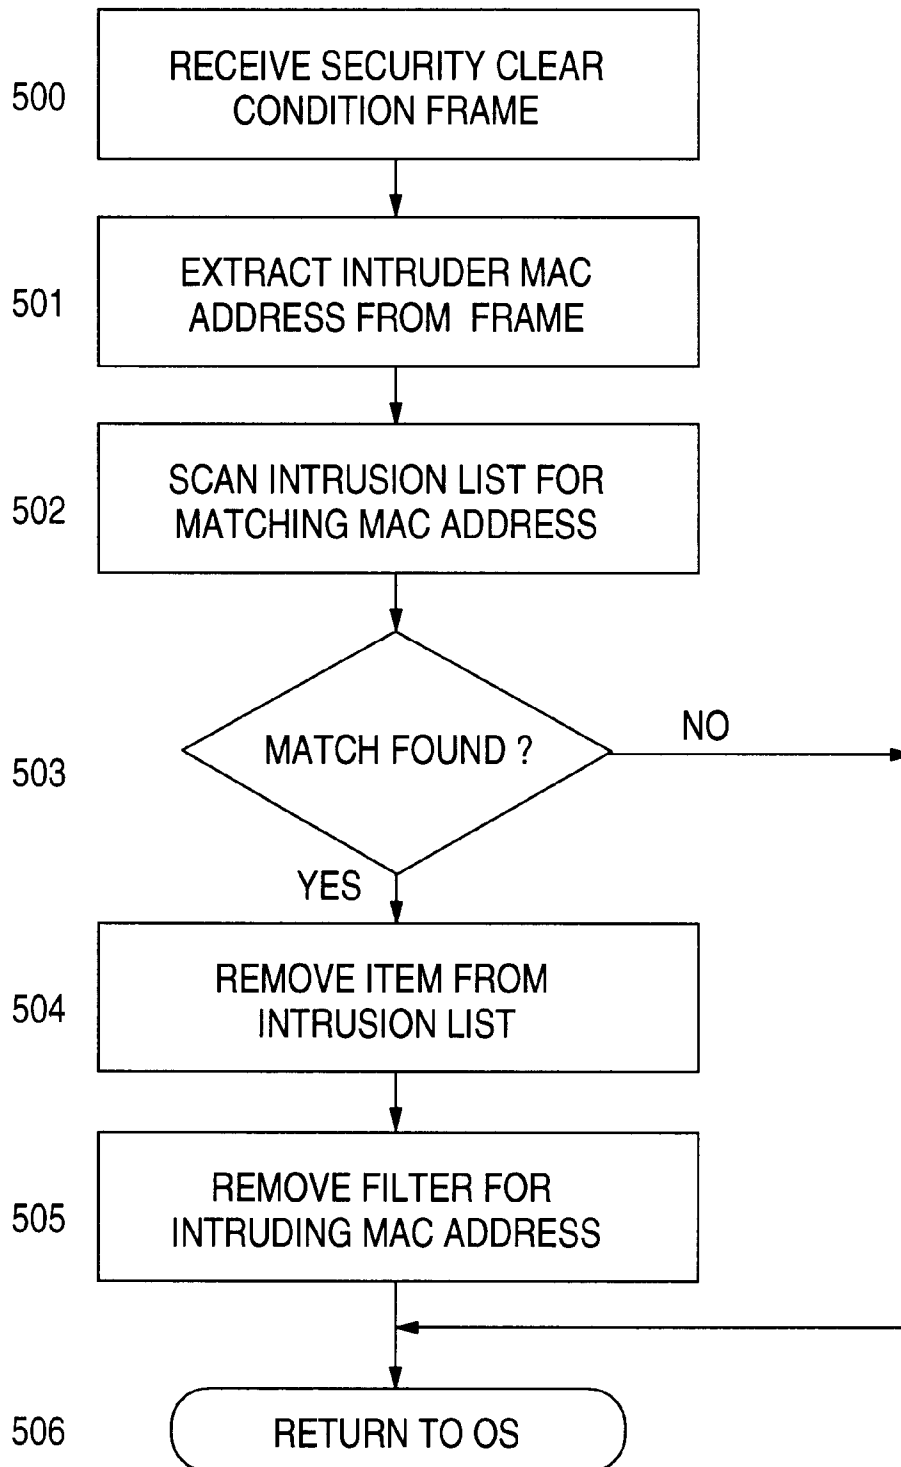 500
RECEIVE SECURITY CLEAR
CONDITION FRAME
501
EXTRACT INTRUDER MAC
ADDRESS FROM FRAME
502
SCAN INTRUSION LIST FOR
MATCHING MAC ADDRESS
503
MATCH FOUND ?
NO
YES
504
REMOVE ITEM FROM
INTRUSION LIST
505
REMOVE FILTER FOR
INTRUDING MAC ADDRESS
506
RETURN TO OS